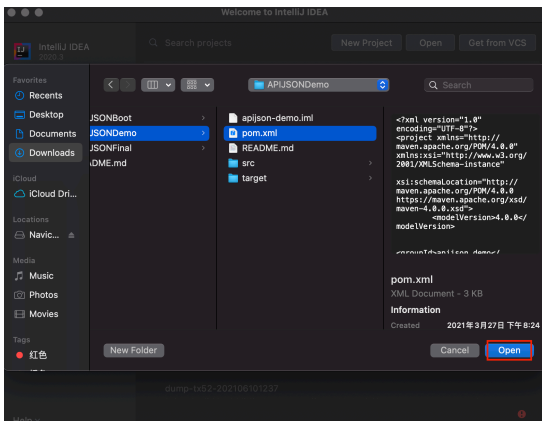 Welcome to IntelliJ IDEA
IntelliJ IDEA
2020.3
Search projects
New Project
Open
Get from VCS
Favorites
Recents
Desktop
Documents
Downloads
iCloud
iCloud Dri...
Locations
Navic...
Media
Music
Photos
Movies
Tags
红色
APIJSONDemo
Search
JSONBoot
JSONDemo
JSONFinal
DME.md
apijson-demo.iml
pom.xml
README.md
src
target
<?xml version="1.0"
encoding="UTF-8"?>
<project xmlns="http://
maven.apache.org/POM/4.0.0"
xmlns:xsi="http://www.w3.org/
2001/XMLSchema-instance"
xsi:schemaLocation="http://
maven.apache.org/POM/4.0.0
https://maven.apache.org/xsd/
maven-4.0.0.xsd">
<modelVersion>4.0.0</
modelVersion>
<groupId>apijson.demo</
pom.xml
XML Document - 3 KB
Information
Created
2021年3月27日 下午8:24
New Folder
Cancel
Open
dump-tx52-202106101237
Help